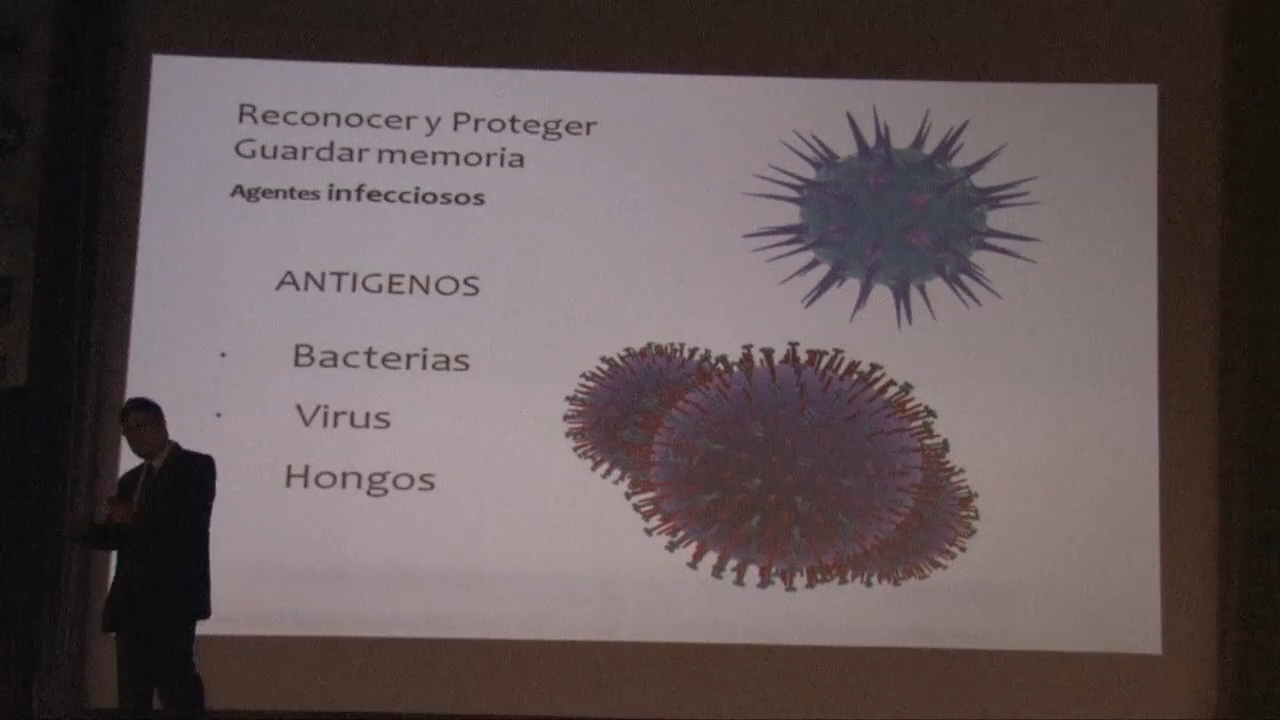 Reconocer y Proteger
Guardar memoria
Agentes infecciosos
ANTIGENOS
· Bacterias
· Virus
Hongos